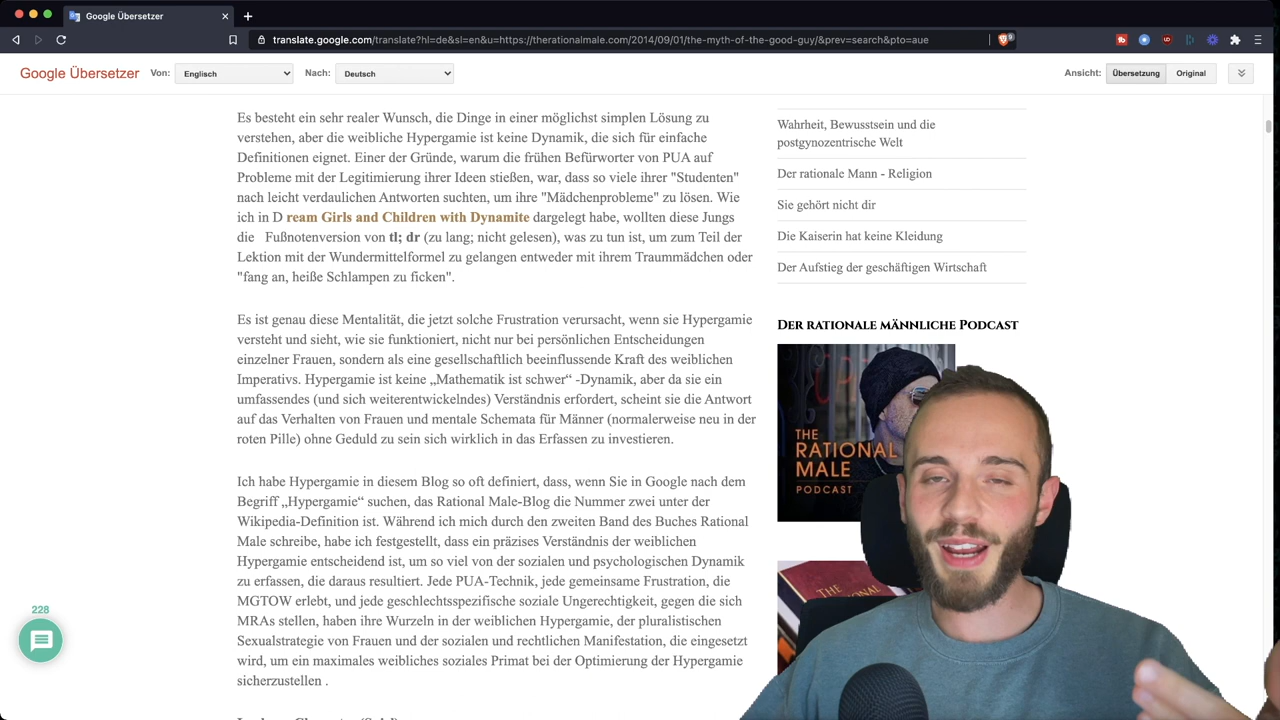 Google Übersetzer
translate.google.com/translate?hl=de&sl=en&u=https://therationalmale.com/2014/09/01/the-myth-of-the-good-guy/&prev=search&pto=aue
Google Übersetzer
Von:
Englisch
Nach:
Deutsch
Ansicht:
Übersetzung
Original
Es besteht ein sehr realer Wunsch, die Dinge in einer möglichst simplen Lösung zu
verstehen, aber die weibliche Hypergamie ist keine Dynamik, die sich für einfache
Definitionen eignet. Einer der Gründe, warum die frühen Befürworter von PUA auf
Probleme mit der Legitimierung ihrer Ideen stießen, war, dass so viele ihrer "Studenten"
nach leicht verdaulichen Antworten suchten, um ihre "Mädchenprobleme" zu lösen. Wie
ich in D ream Girls and Children with Dynamite dargelegt habe, wollten diese Jungs
die Fußnotenversion von tl; dr (zu lang; nicht gelesen), was zu tun ist, um zum Teil der
Lektion mit der Wundermittelformel zu gelangen entweder mit ihrem Traummädchen oder
"fang an, heiße Schlampen zu ficken".
Es ist genau diese Mentalität, die jetzt solche Frustration verursacht, wenn sie Hypergamie
versteht und sieht, wie sie funktioniert, nicht nur bei persönlichen Entscheidungen
einzelner Frauen, sondern als eine gesellschaftlich beeinflussende Kraft des weiblichen
Imperativs. Hypergamie ist keine „Mathematik ist schwer“ -Dynamik, aber da sie ein
umfassendes (und sich weiterentwickelndes) Verständnis erfordert, scheint sie die Antwort
auf das Verhalten von Frauen und mentale Schemata für Männer (normalerweise neu in der
roten Pille) ohne Geduld zu sein sich wirklich in das Erfassen zu investieren.
Ich habe Hypergamie in diesem Blog so oft definiert, dass, wenn Sie in Google nach dem
Begriff „Hypergamie“ suchen, das Rational Male-Blog die Nummer zwei unter der
Wikipedia-Definition ist. Während ich mich durch den zweiten Band des Buches Rational
Male schreibe, habe ich festgestellt, dass ein präzises Verständnis der weiblichen
Hypergamie entscheidend ist, um so viel von der sozialen und psychologischen Dynamik
zu erfassen, die daraus resultiert. Jede PUA-Technik, jede gemeinsame Frustration, die
MGTOW erlebt, und jede geschlechtsspezifische soziale Ungerechtigkeit, gegen die sich
MRAs stellen, haben ihre Wurzeln in der weiblichen Hypergamie, der pluralistischen
Sexualstrategie von Frauen und der sozialen und rechtlichen Manifestation, die eingesetzt
wird, um ein maximales weibliches soziales Primat bei der Optimierung der Hypergamie
sicherzustellen .
228
Wahrheit, Bewusstsein und die
postgynozentrische Welt
Der rationale Mann - Religion
Sie gehört nicht dir
Die Kaiserin hat keine Kleidung
Der Aufstieg der geschäftigen Wirtschaft
Der rationale männliche Podcast
THE
RATIONAL
MALE
PODCAST